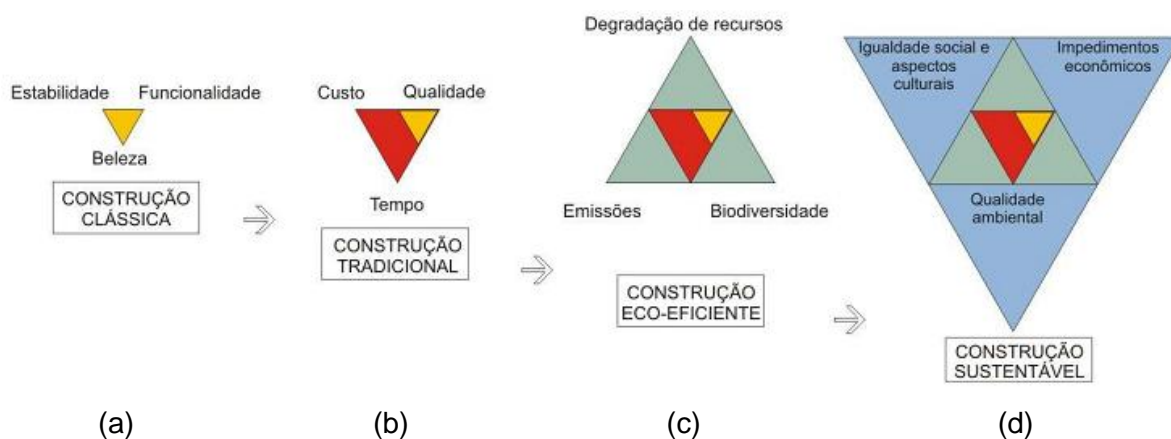 Estabilidade
Funcionalidade
Beleza
CONSTRUÇÃO
CLÁSSICA
(a)
Custo
Qualidade
Tempo
CONSTRUÇÃO
TRADICIONAL
(b)
Degradação de recursos
Emissões
Biodiversidade
CONSTRUÇÃO
ECO-EFICIENTE
(c)
Igualdade social e
aspectos
culturais
Impedimentos
econômicos
Qualidade
ambiental
CONSTRUÇÃO
SUSTENTÁVEL
(d)